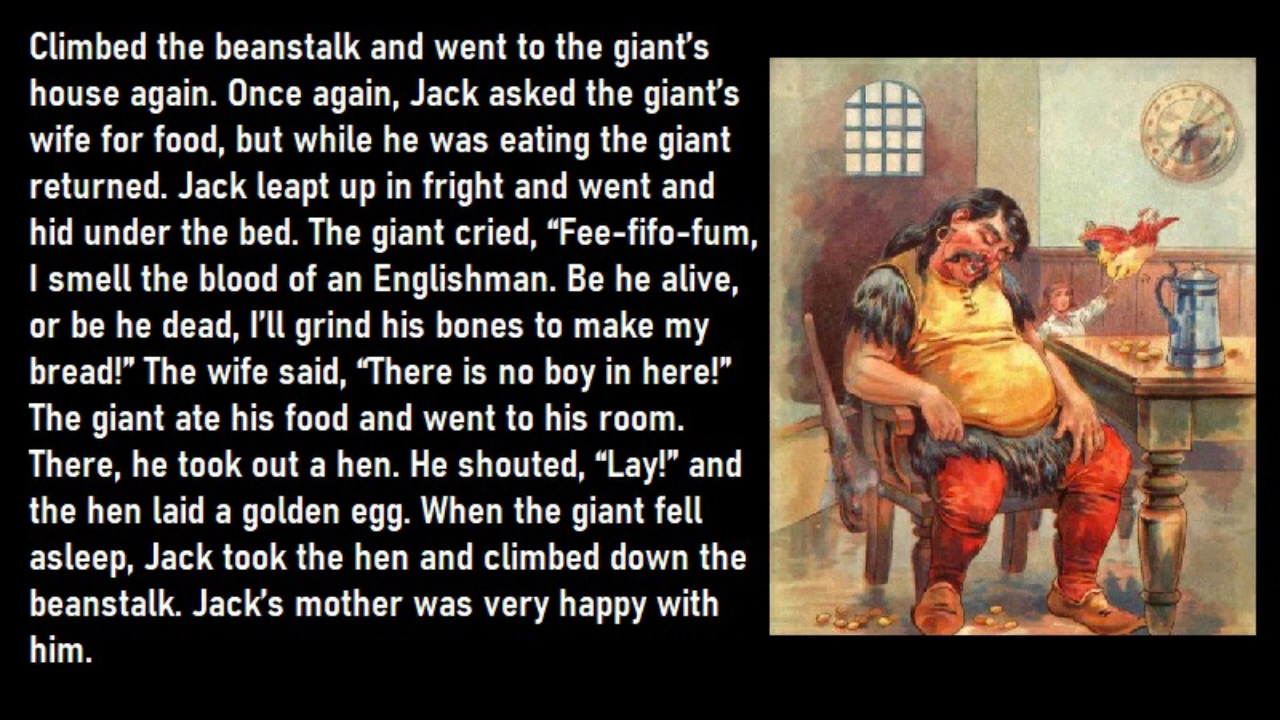 Climbed the beanstalk and went to the giant’s
house again. Once again, Jack asked the giant’s
wife for food, but while he was eating the giant
returned. Jack leapt up in fright and went and
hid under the bed. The giant cried, “Fee-fifo-fum,
I smell the blood of an Englishman. Be he alive,
or be he dead, I’ll grind his bones to make my
bread!” The wife said, “There is no boy in here!”
The giant ate his food and went to his room.
There, he took out a hen. He shouted, “Lay!” and
the hen laid a golden egg. When the giant fell
asleep, Jack took the hen and climbed down the
beanstalk. Jack’s mother was very happy with
him.